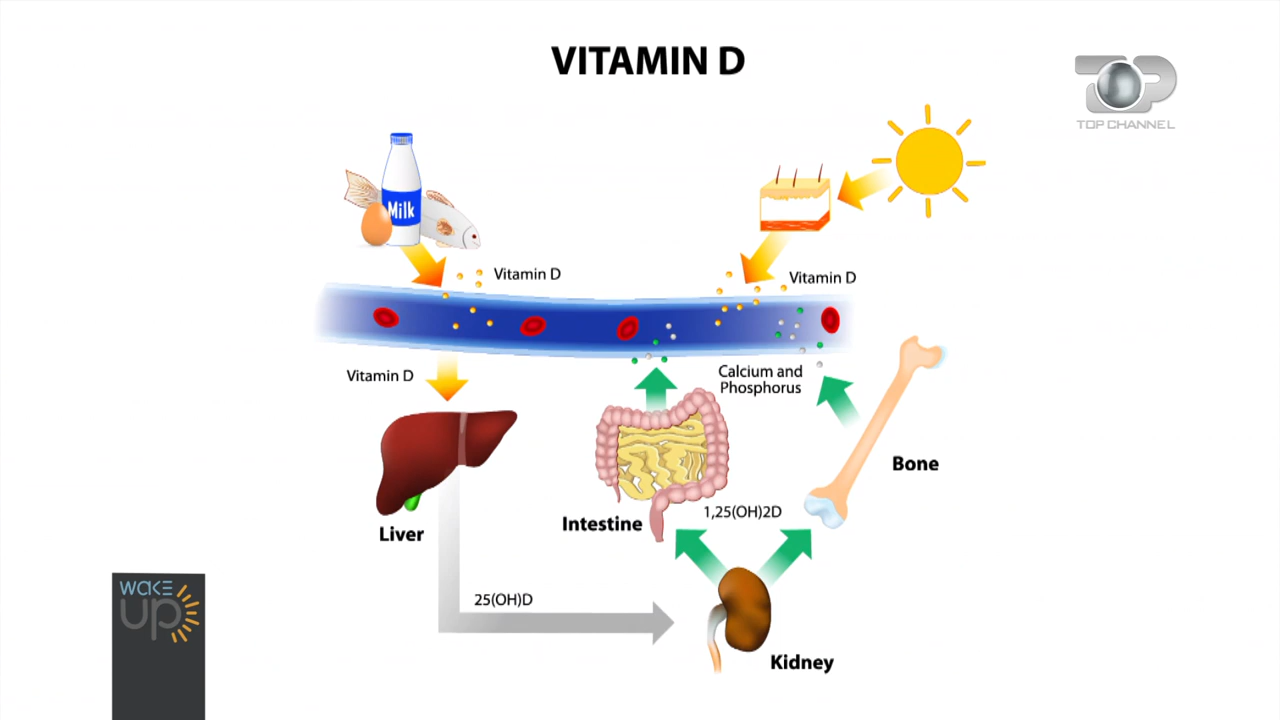 VITAMIN D
TOP CHANNEL
Milk
Vitamin D
Vitamin D
Vitamin D
Calcium and
Phosphorus
Bone
1,25(OH)2D
Intestine
Liver
25(OH)D
Kidney
WAKE
UP